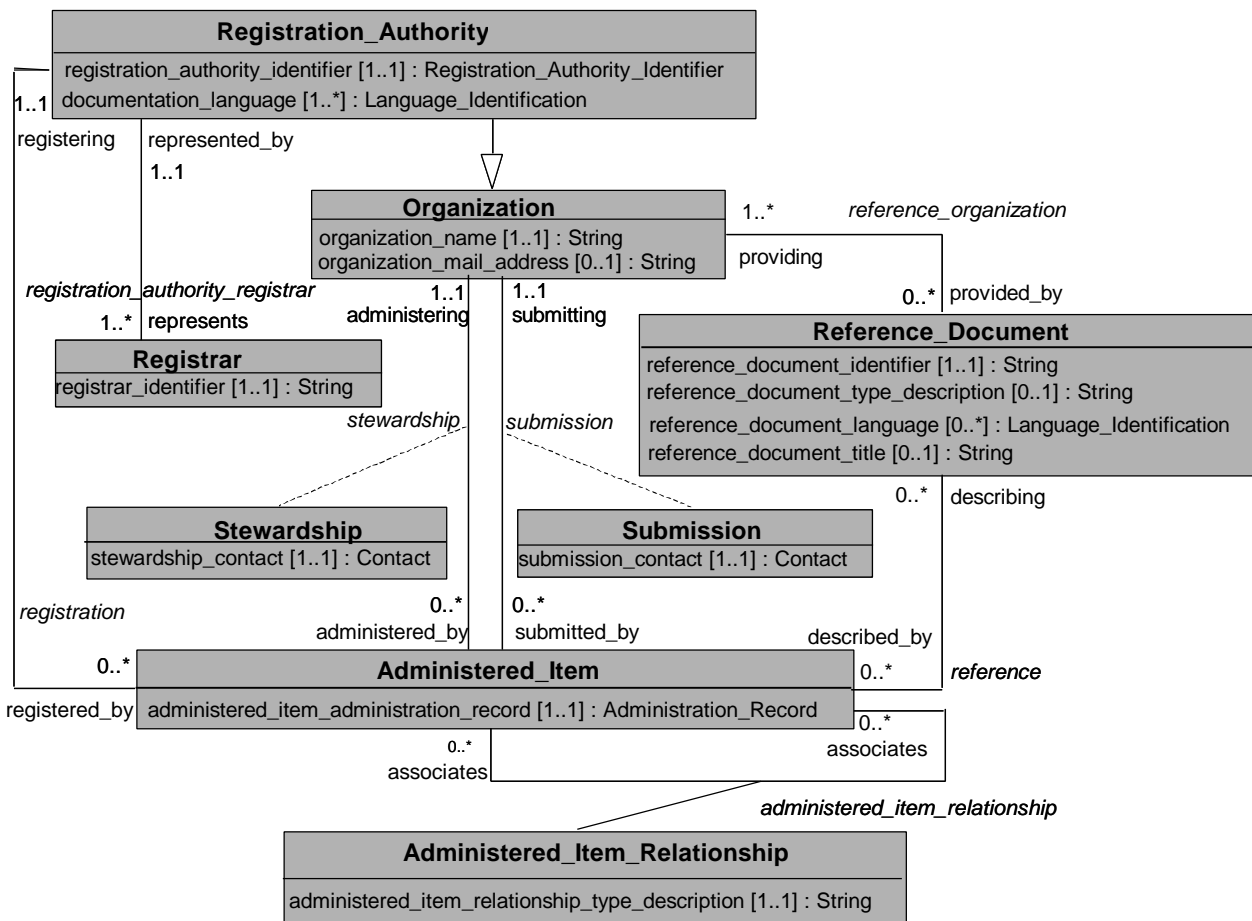 Registration_Authority
registration_authority_identifier [1..1] : Registration_Authority_Identifier
documentation_language [1..*] : Language_Identification
1..1
registering
represented_by
1..1
Organization
organization_name [1..1] : String
organization_mail_address [0..1] : String
1..*
reference_organization
providing
registration_authority_registrar
1..*
represents
1..1
administering
1..1
submitting
0..*
provided_by
Registrar
registrar_identifier [1..1] : String
Reference_Document
reference_document_identifier [1..1] : String
reference_document_type_description [0..1] : String
reference_document_language [0..*] : Language_Identification
reference_document_title [0..1] : String
stewardship
submission
0..*
describing
Stewardship
stewardship_contact [1..1] : Contact
Submission
submission_contact [1..1] : Contact
registration
0..*
administered_by
0..*
submitted_by
described_by
0..*
reference
0..*
registered_by
Administered_Item
administered_item_administration_record [1..1] : Administration_Record
0..*
associates
0..*
associates
administered_item_relationship
Administered_Item_Relationship
administered_item_relationship_type_description [1..1] : String